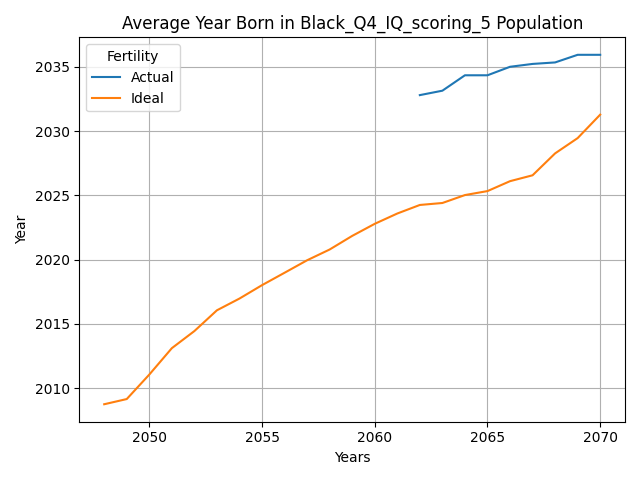 Average Year Born in Black_Q4_IQ_scoring_5 Population
Fertility
Actual
Ideal
2035
2030
2025
2020
2015
2010
Year
2050
2055
2060
2065
2070
Years